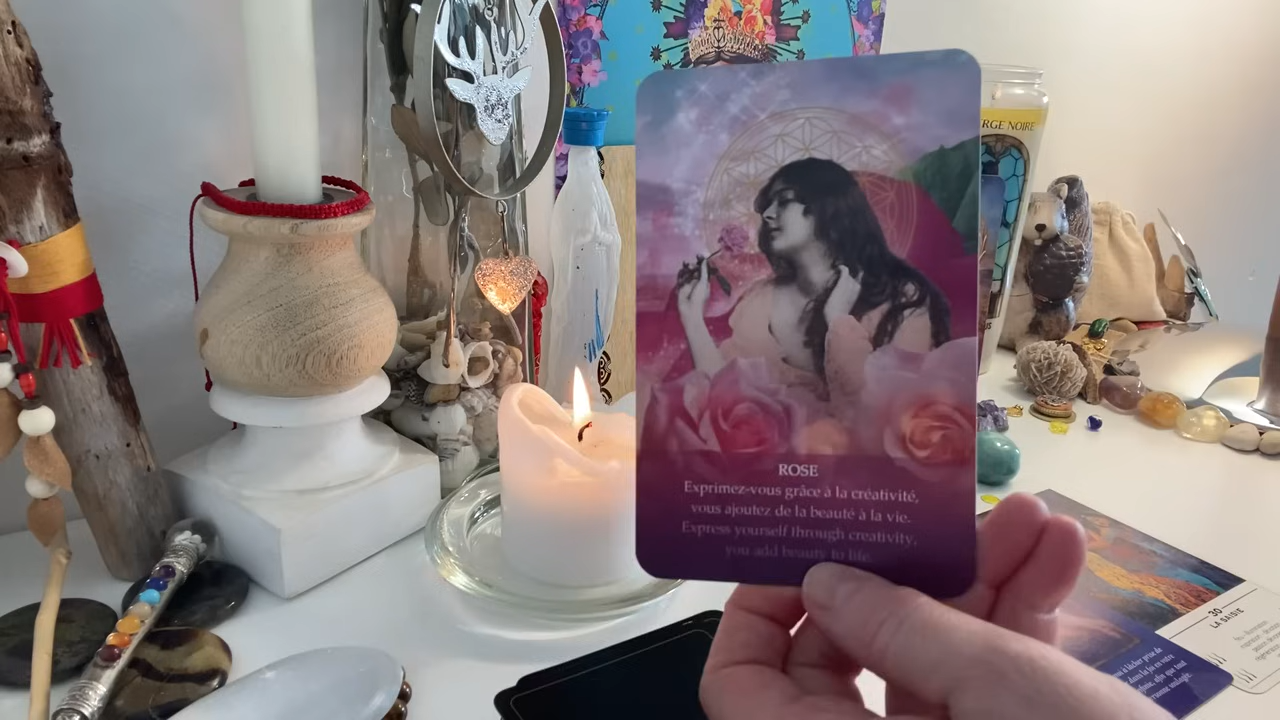 RGE NOIRE
ROSE
Exprimez-vous grâce à la créativité,
vous ajoutez de la beauté à la vie.
Express yourself through creativity,
you add beauty to life.
30
LA SAISIE